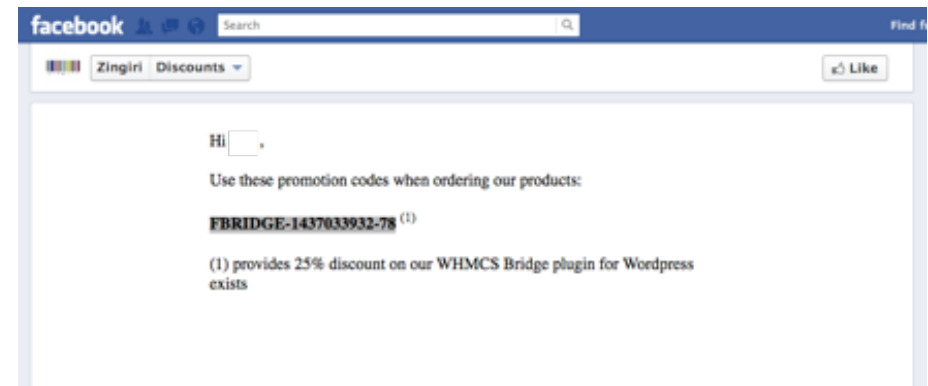 facebook Search Find f
Zingiri Discounts Like
Hi ,
Use these promotion codes when ordering our products:
FBRIDGE-1437033932-78 (1)
(1) provides 25% discount on our WHMCS Bridge plugin for Wordpress
exists